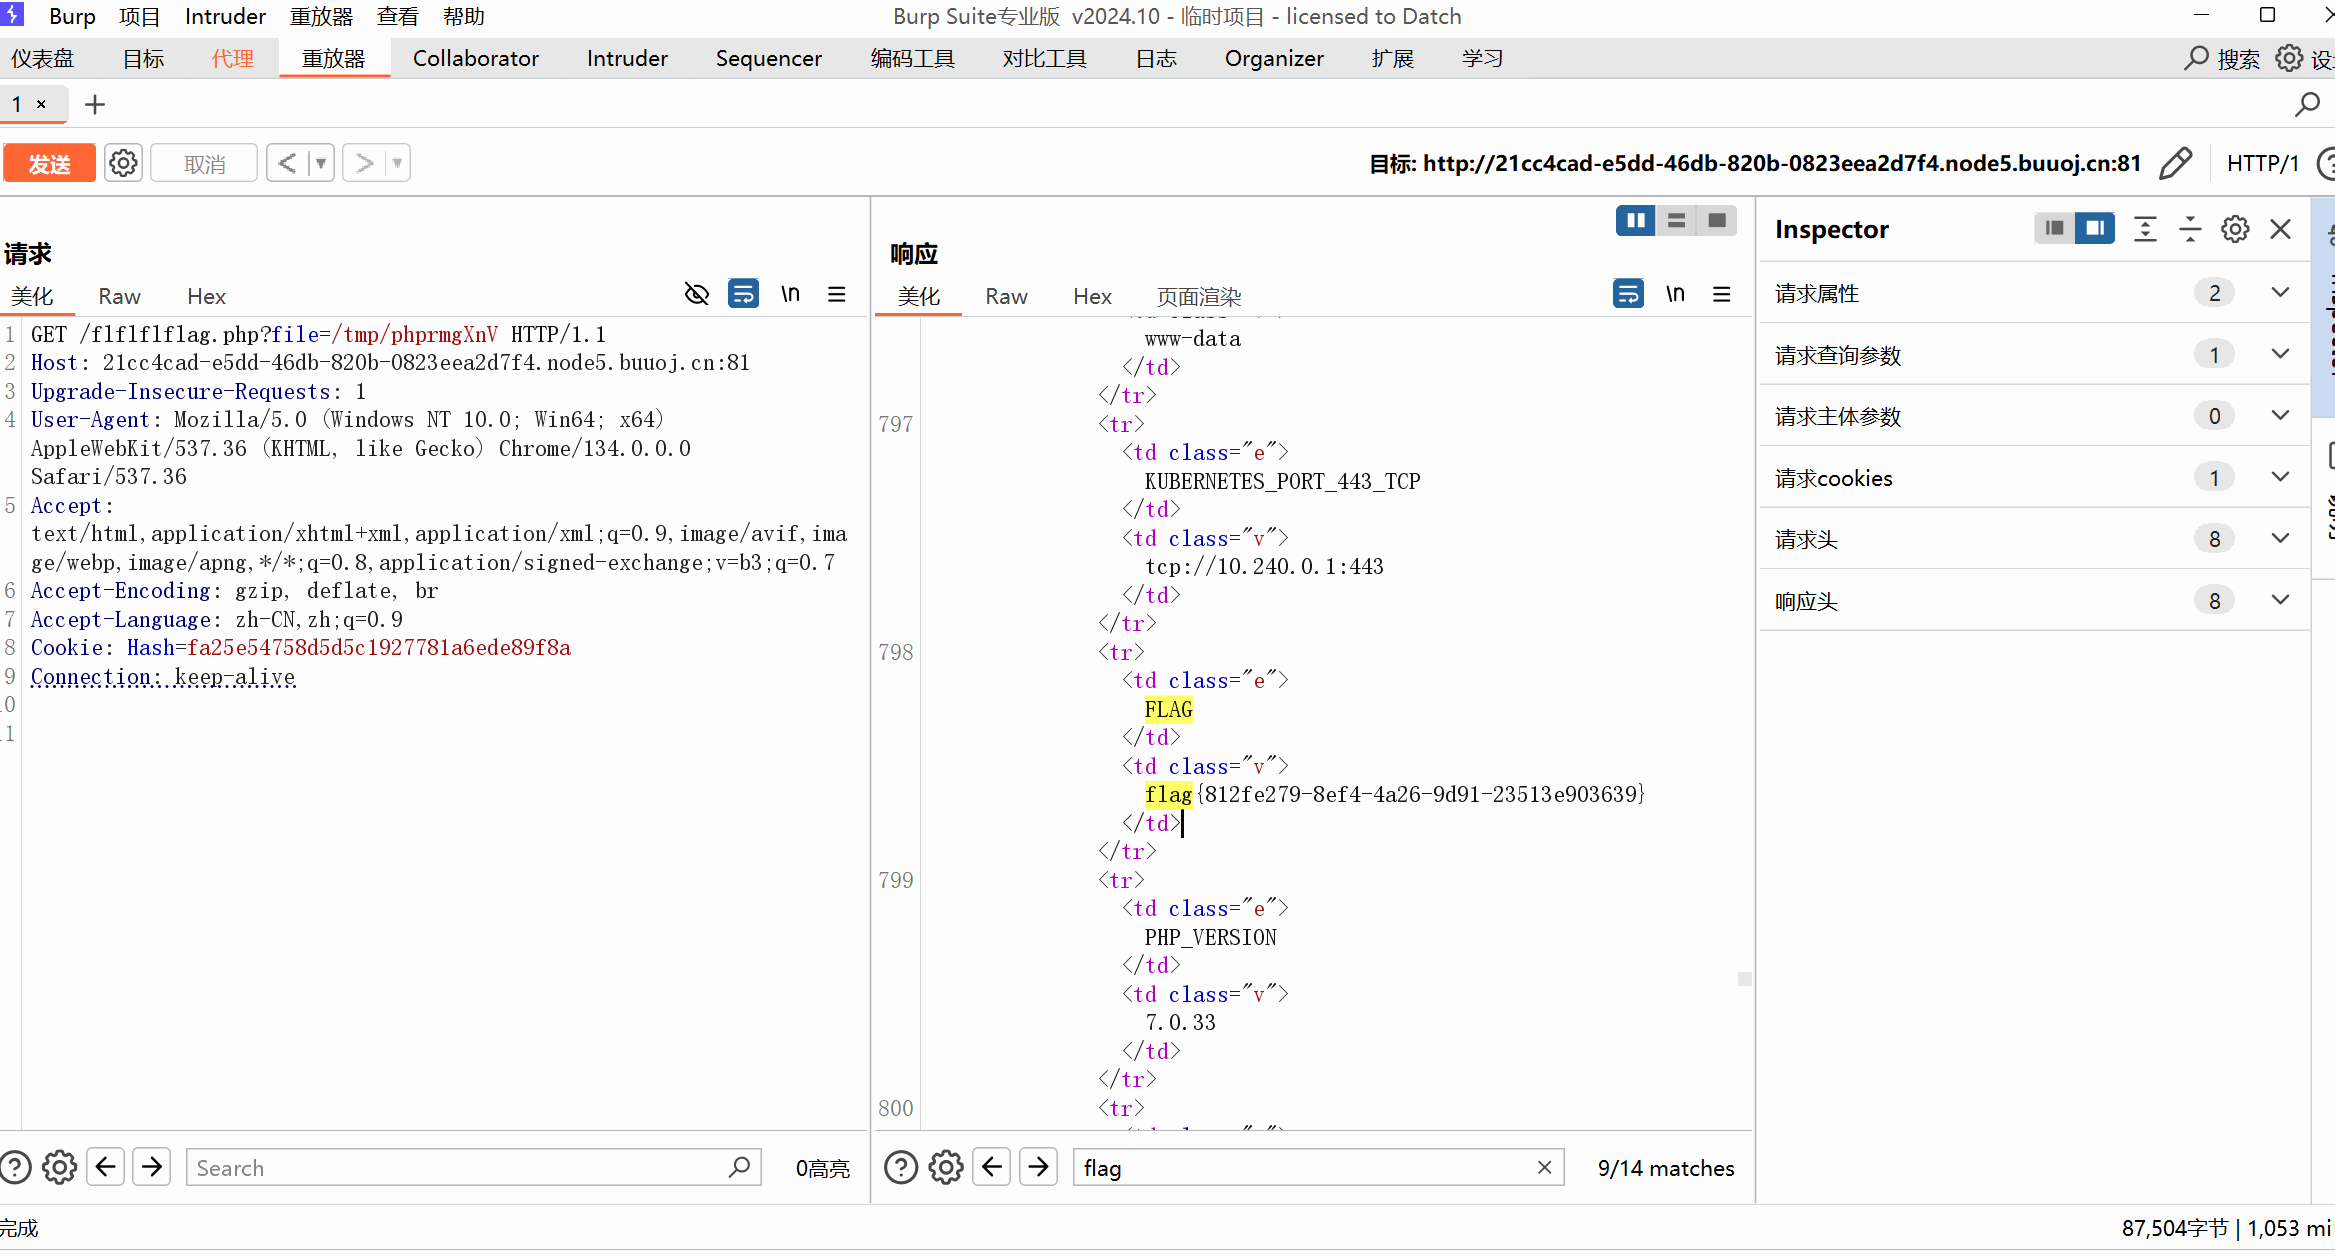 Burp 项目 Intruder 重放器 查看 帮助 Burp Suite专业版 v2024.10 - 临时项目 - licensed to Datch
仪表盘 目标 代理 重放器 Collaborator Intruder Sequencer 编码工具 对比工具 日志 Organizer 扩展 学习 搜索
1 × +
发送 取消 < > 目标: http://21cc4cad-e5dd-46db-820b-0823eea2d7f4.node5.buuoj.cn:81 HTTP/1
请求
美化 Raw Hex \n
1 GET /flflflflag.php?file=/tmp/phprmgXnV HTTP/1.1
2 Host: 21cc4cad-e5dd-46db-820b-0823eea2d7f4.node5.buuoj.cn:81
3 Upgrade-Insecure-Requests: 1
4 User-Agent: Mozilla/5.0 (Windows NT 10.0; Win64; x64)
AppleWebKit/537.36 (KHTML, like Gecko) Chrome/134.0.0.0
Safari/537.36
5 Accept:
text/html,application/xhtml+xml,application/xml;q=0.9,image/avif,ima
ge/webp,image/apng,*/*;q=0.8,application/signed-exchange;v=b3;q=0.7
6 Accept-Encoding: gzip, deflate, br
7 Accept-Language: zh-CN,zh;q=0.9
8 Cookie: Hash=fa25e54758d5d5c1927781a6ede89f8a
9 Connection: keep-alive
0
1
Search 0高亮
响应
美化 Raw Hex 页面渲染 \n
www-data
</td>
</tr>
797 <tr>
<td class="e">
KUBERNETES_PORT_443_TCP
</td>
<td class="v">
tcp://10.240.0.1:443
</td>
</tr>
798 <tr>
<td class="e">
FLAG
</td>
<td class="v">
flag{812fe279-8ef4-4a26-9d91-23513e903639}
</td>
</tr>
799 <tr>
<td class="e">
PHP_VERSION
</td>
<td class="v">
7.0.33
</td>
</tr>
800 <tr>
flag 9/14 matches
Inspector
请求属性 2
请求查询参数 1
请求主体参数 0
请求cookies 1
请求头 8
响应头 8
完成 87,504字节 | 1,053 mi